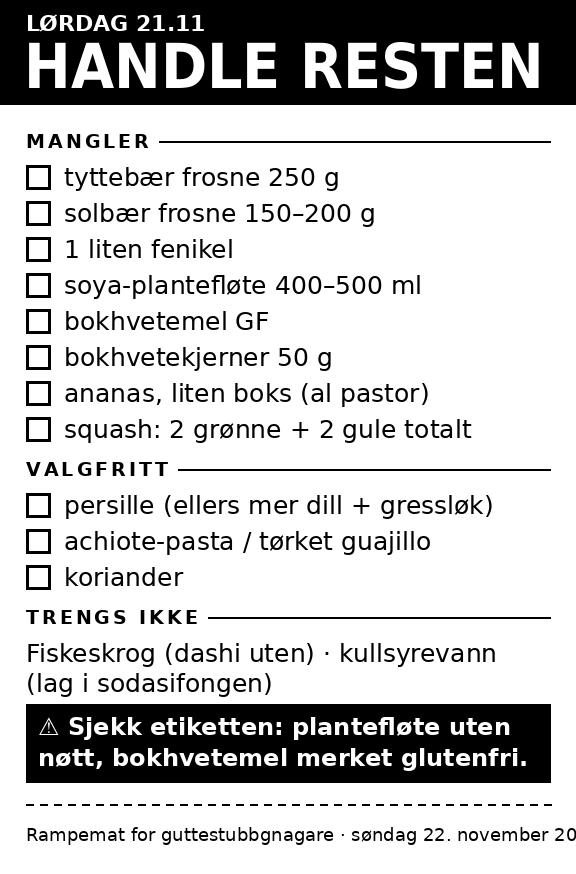 LØRDAG 21.11
HANDLE RESTEN
MANGLER
☐ tyttebær frosne 250 g
☐ solbær frosne 150–200 g
☐ 1 liten fenikel
☐ soya-plantefløte 400–500 ml
☐ bokhvetemel GF
☐ bokhvetekjerner 50 g
☐ ananas, liten boks (al pastor)
☐ squash: 2 grønne + 2 gule totalt
VALGFRITT
☐ persille (ellers mer dill + gressløk)
☐ achiote-pasta / tørket guajillo
☐ koriander
TRENGS IKKE
Fiskeskrog (dashi uten) · kullsyrevann
(lag i sodasifongen)
⚠ Sjekk etiketten: plantefløte uten
nøtt, bokhvetemel merket glutenfri.
Rampemat for guttestubbgnagare · søndag 22. november 20